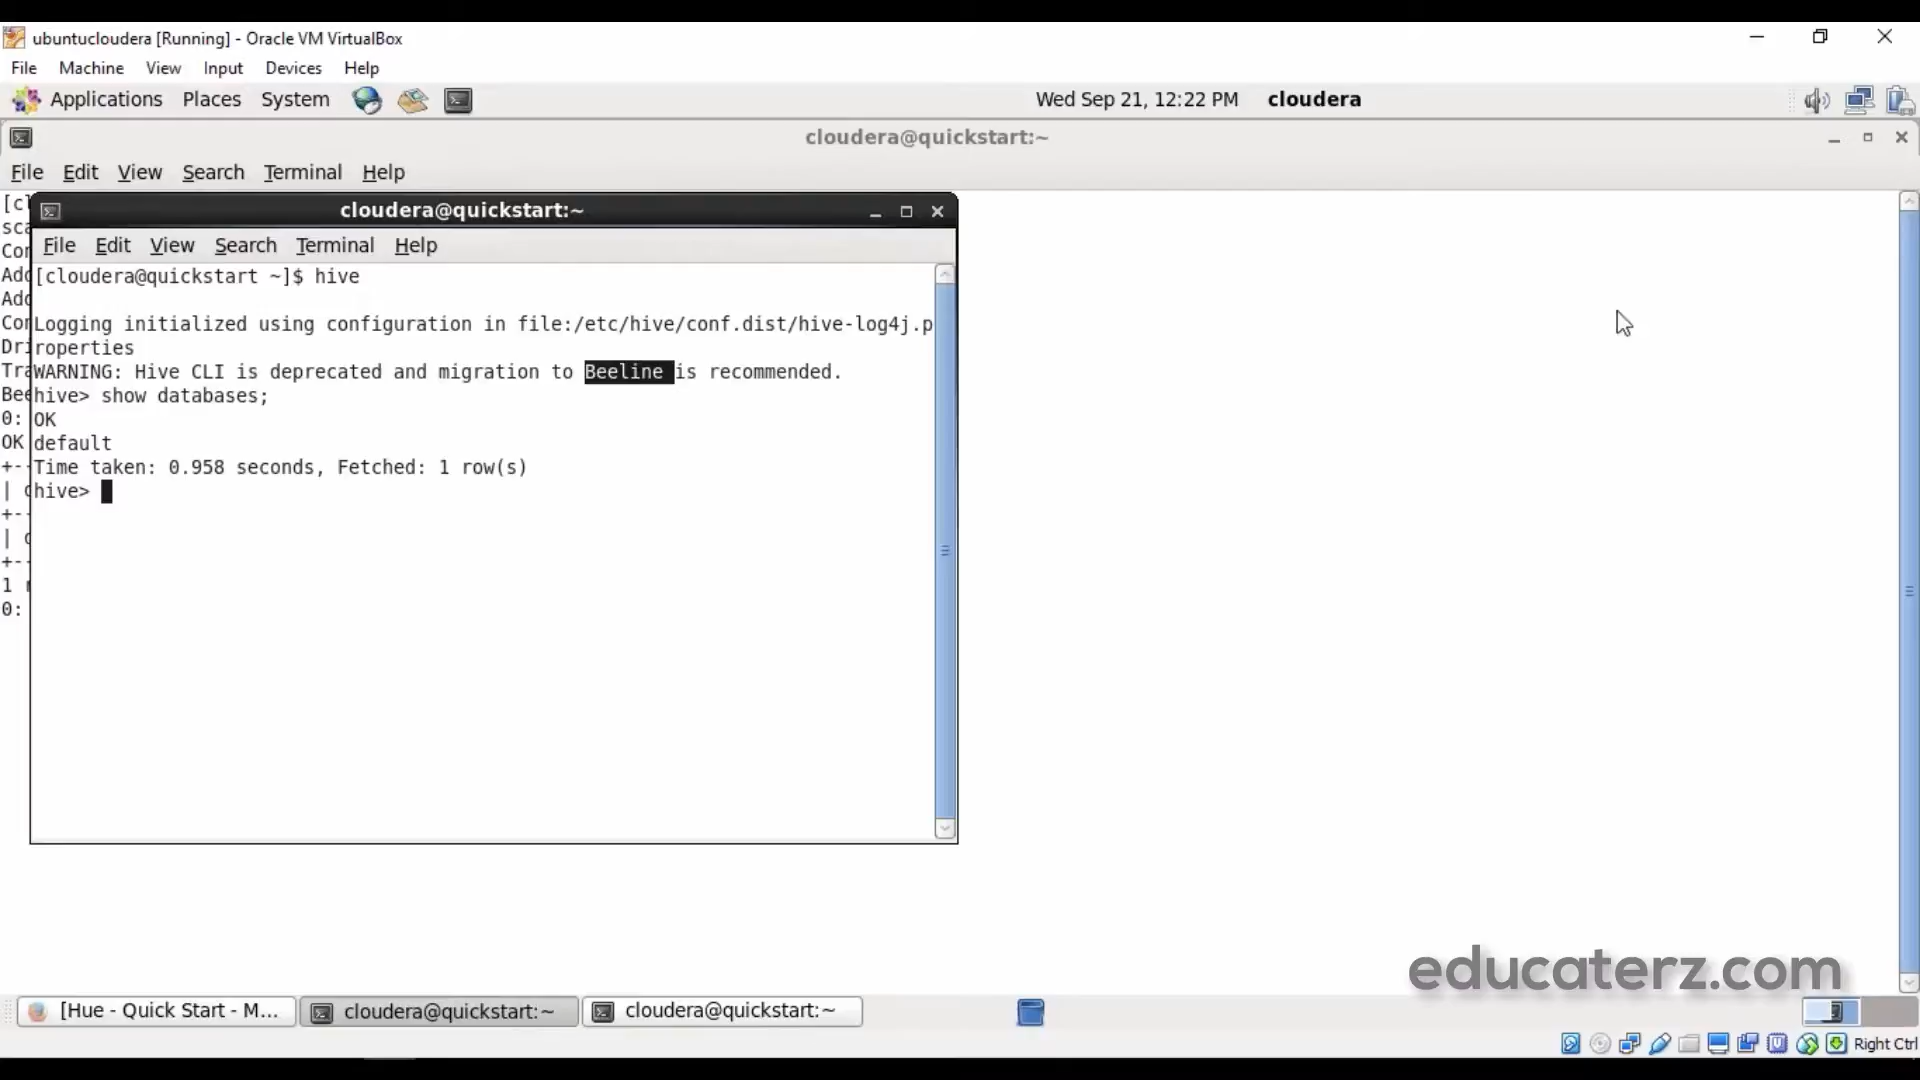 ubuntucloudera [Running] - Oracle VM VirtualBox
File Machine View Input Devices Help
Applications Places System Wed Sep 21, 12:22 PM cloudera
cloudera@quickstart:~
File Edit View Search Terminal Help
cloudera@quickstart:~
File Edit View Search Terminal Help
[cloudera@quickstart ~]$ hive
Logging initialized using configuration in file:/etc/hive/conf.dist/hive-log4j.p
roperties
WARNING: Hive CLI is deprecated and migration to Beeline is recommended.
hive> show databases;
OK
default
Time taken: 0.958 seconds, Fetched: 1 row(s)
hive>
0:
OK
+--
+--
+--
0:
educaterz.com
[Hue - Quick Start - M... cloudera@quickstart:~ cloudera@quickstart:~
Right Ctrl